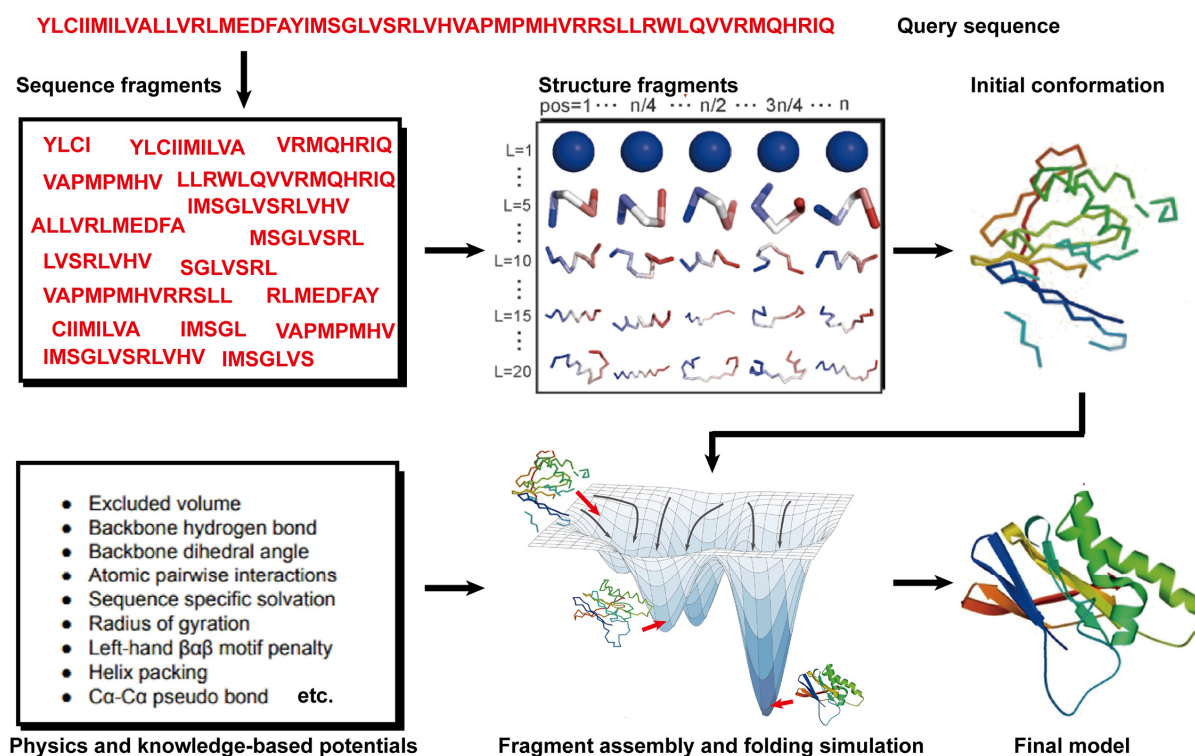 YLCIIMILVALLVRLMEDFAYIMSGLVSRLVHVAPMPMHVRRSLLRWLQVVRMQHRIQ Query sequence
Sequence fragments
YLCI YLCIIMILVA VRMQHRIQ
VAPMPMHV LLRWLQVVRMQHRIQ
IMSGLVSRLVHV
ALLVRLMEDFA MSGLVSRL
LVSRLVHV SGLVSRL
VAPMPMHVRRSLL RLMEDFAY
CIIMILVA IMSGL VAPMPMHV
IMSGLVSRLVHV IMSGLVS
Structure fragments
pos=1 ··· n/4 ··· n/2 ··· 3n/4 ··· n
L=1
L=5
L=10
L=15
L=20
Initial conformation
● Excluded volume
● Backbone hydrogen bond
● Backbone dihedral angle
● Atomic pairwise interactions
● Sequence specific solvation
● Radius of gyration
● Left-hand βαβ motif penalty
● Helix packing
● Cα-Cα pseudo bond etc.
Physics and knowledge-based potentials
Fragment assembly and folding simulation
Final model